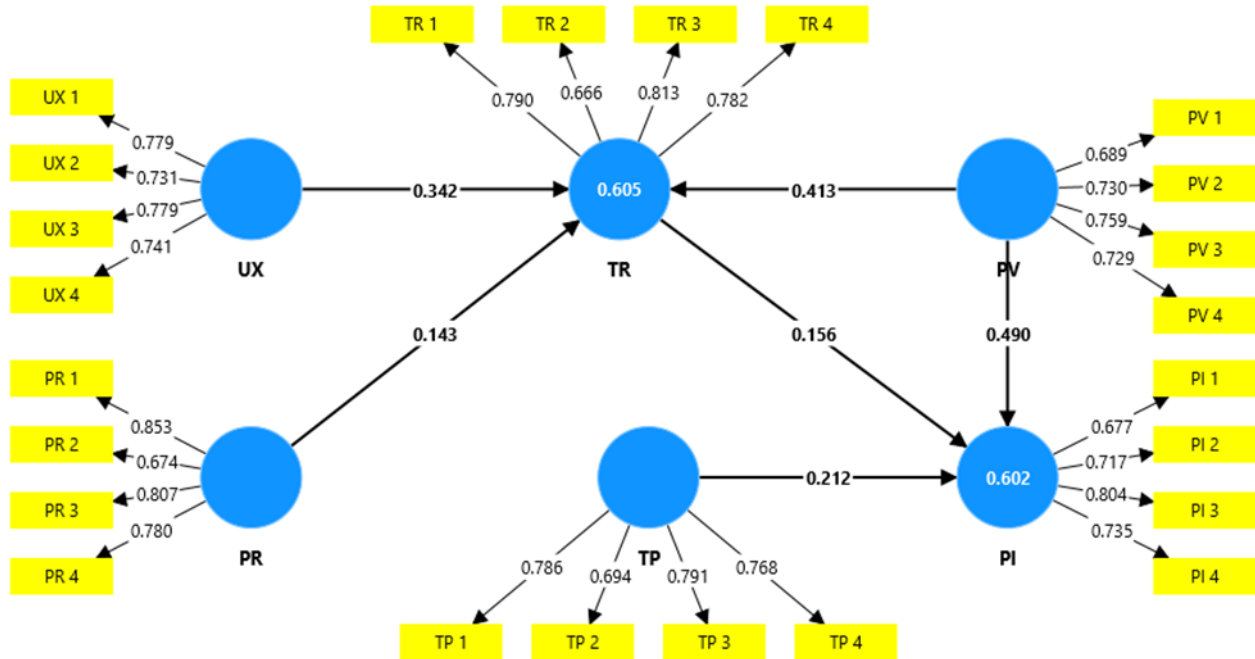 TR 1
TR 2
TR 3
TR 4
0.790
0.666
0.813
0.782
UX 1
UX 2
UX 3
UX 4
0.779
0.731
0.779
0.741
UX
0.342
0.605
TR
0.413
PV
PV 1
PV 2
PV 3
PV 4
0.689
0.730
0.759
0.729
0.143
0.156
0.490
PR 1
PR 2
PR 3
PR 4
0.853
0.674
0.807
0.780
PR
TP
0.212
0.602
PI
PI 1
PI 2
PI 3
PI 4
0.677
0.717
0.804
0.735
0.786
0.694
0.791
0.768
TP 1
TP 2
TP 3
TP 4